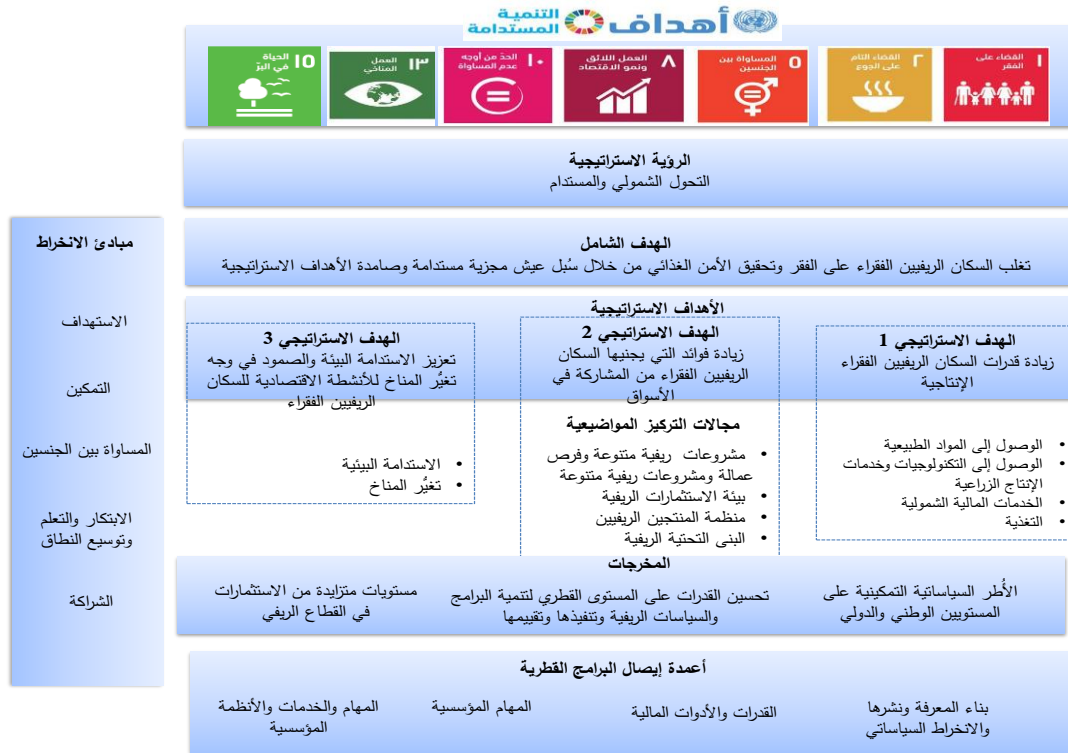 أهداف
التنمية
المستدامة
١ القضاء على
الفقر
٢ القضاء التام
على الجوع
٥ المساواة بين
الجنسين
٨ العمل اللائق
ونمو الاقتصاد
١٠ الحدّ من أوجه
عدم المساواة
١٣ العمل
المناخي
١٥ الحياة
في البرّ
الرؤية الاستراتيجية
التحول الشمولي والمستدام
الهدف الشامل
تغلب السكان الريفيين الفقراء على الفقر وتحقيق الأمن الغذائي من خلال سُبل عيش مجزية مستدامة وصامدة الأهداف الاستراتيجية
الأهداف الاستراتيجية
الهدف الاستراتيجي 1
زيادة قدرات السكان الريفيين الفقراء
الإنتاجية
• الوصول إلى المواد الطبيعية
• الوصول إلى التكنولوجيات وخدمات
الإنتاج الزراعية
• الخدمات المالية الشمولية
• التغذية
الهدف الاستراتيجي 2
زيادة فوائد التي يجنيها السكان
الريفيين الفقراء من المشاركة في
الأسواق
مجالات التركيز المواضيعية
• مشروعات ريفية متنوعة وفرص
عمالة ومشروعات ريفية متنوعة
• بيئة الاستثمارات الريفية
• منظمة المنتجين الريفيين
• البنى التحتية الريفية
الهدف الاستراتيجي 3
تعزيز الاستدامة البيئة والصمود في وجه
تغيُّر المناخ للأنشطة الاقتصادية للسكان
الريفيين الفقراء
• الاستدامة البيئية
• تغيُّر المناخ
المخرجات
الأُطر السياساتية التمكينية على
المستويين الوطني والدولي
تحسين القدرات على المستوى القطري لتنمية البرامج
والسياسات الريفية وتنفيذها وتقييمها
مستويات متزايدة من الاستثمارات
في القطاع الريفي
أعمدة إيصال البرامج القطرية
بناء المعرفة ونشرها
والانخراط السياساتي
القدرات والأدوات المالية
المهام المؤسسية
المهام والخدمات والأنظمة
المؤسسية
مبادئ الانخراط
الاستهداف
التمكين
المساواة بين الجنسين
الابتكار والتعلم
وتوسيع النطاق
الشراكة